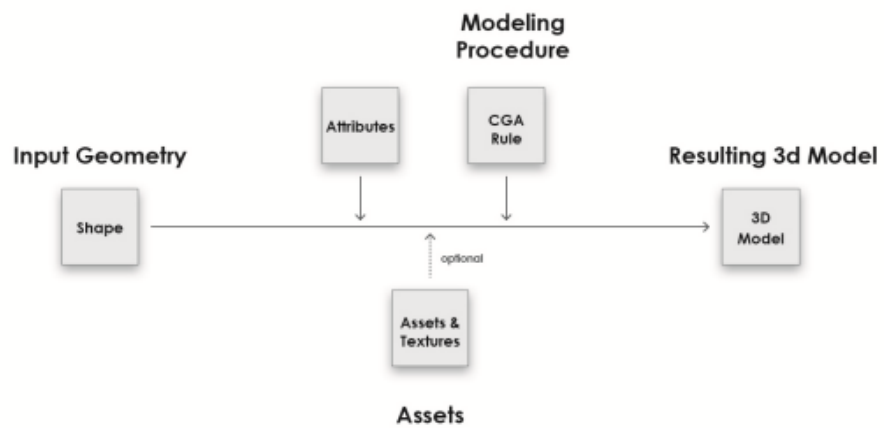 Modeling
Procedure
Attributes
CGA
Rule
Input Geometry
Resulting 3d Model
Shape
3D
Model
optional
Assets &
Textures
Assets